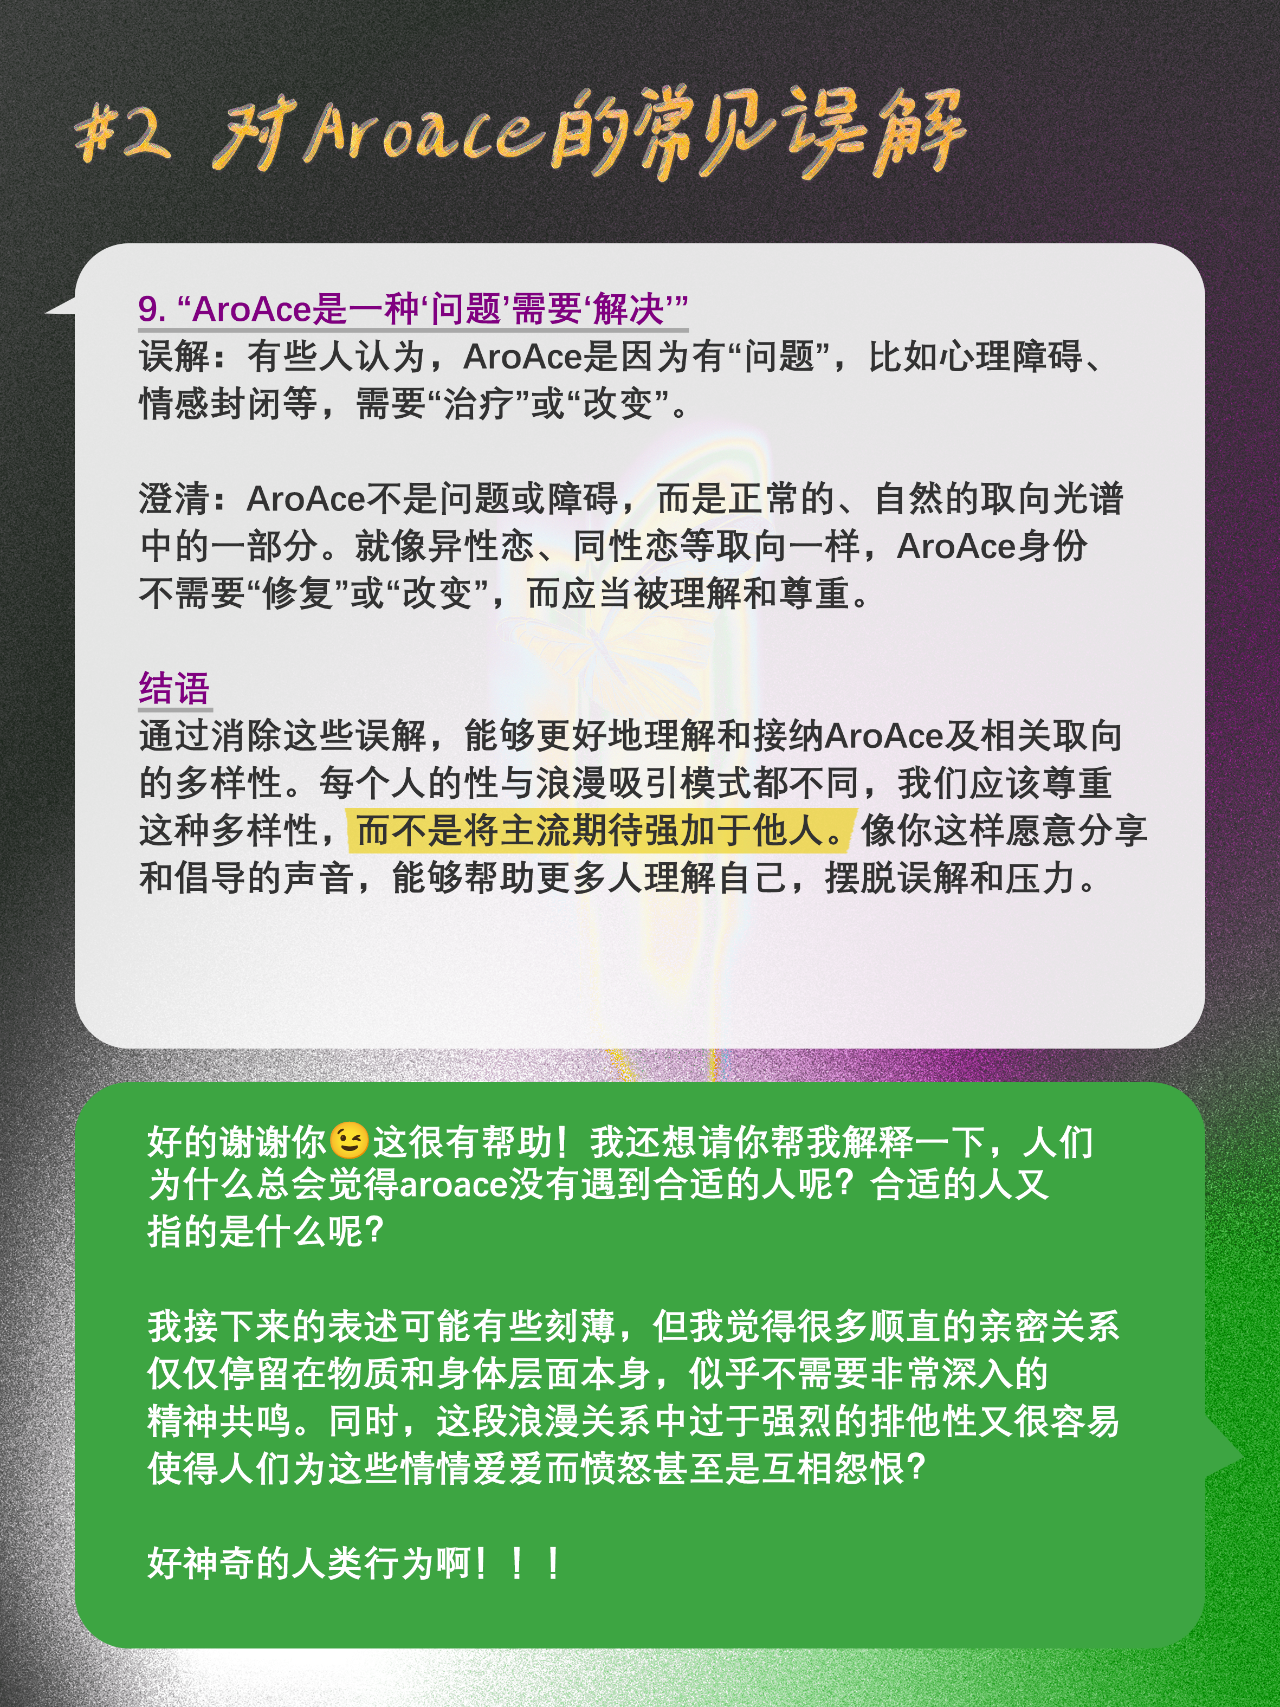 #2 对Aroace的常见误解
9. “AroAce是一种‘问题’需要‘解决’”
误解：有些人认为，AroAce是因为有“问题”，比如心理障碍、
情感封闭等，需要“治疗”或“改变”。
澄清：AroAce不是问题或障碍，而是正常的、自然的取向光谱
中的一部分。就像异性恋、同性恋等取向一样，AroAce身份
不需要“修复”或“改变”，而应当被理解和尊重。
结语
通过消除这些误解，能够更好地理解和接纳AroAce及相关取向
的多样性。每个人的性与浪漫吸引模式都不同，我们应该尊重
这种多样性，而不是将主流期待强加于他人。像你这样愿意分享
和倡导的声音，能够帮助更多人理解自己，摆脱误解和压力。
好的谢谢你😉这很有帮助！我还想请你帮我解释一下，人们
为什么总会觉得aroace没有遇到合适的人呢？合适的人又
指的是什么呢？
我接下来的表述可能有些刻薄，但我觉得很多顺直的亲密关系
仅仅停留在物质和身体层面本身，似乎不需要非常深入的
精神共鸣。同时，这段浪漫关系中过于强烈的排他性又很容易
使得人们为这些情情爱爱而愤怒甚至是互相怨恨？
好神奇的人类行为啊！！！